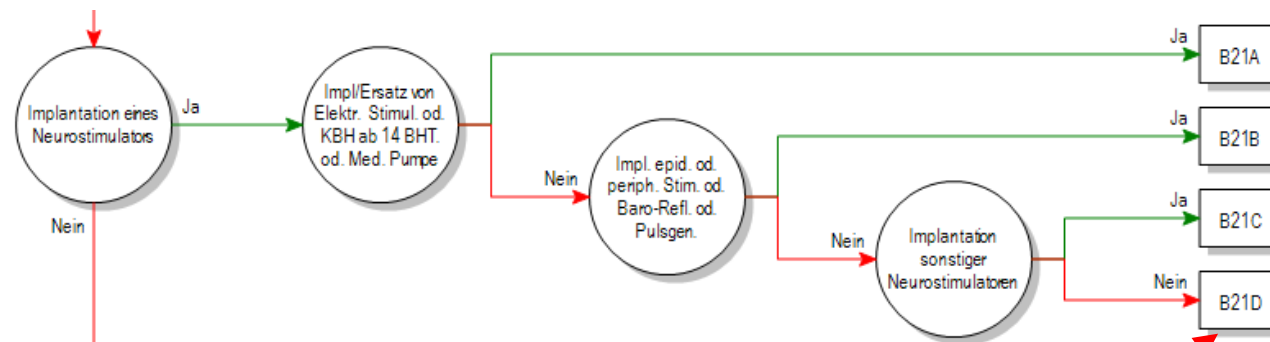 Implantation eines
Neurostimulators
Ja
Nein
Impl/Ersatz von
Elektr. Stimul. od.
KBH ab 14 BHT.
od. Med. Pumpe
Ja
B21A
Nein
Impl. epid. od.
periph. Stim. od.
Baro-Refl. od.
Pulsgen.
Ja
B21B
Nein
Implantation
sonstiger
Neurostimulatoren
Ja
B21C
Nein
B21D